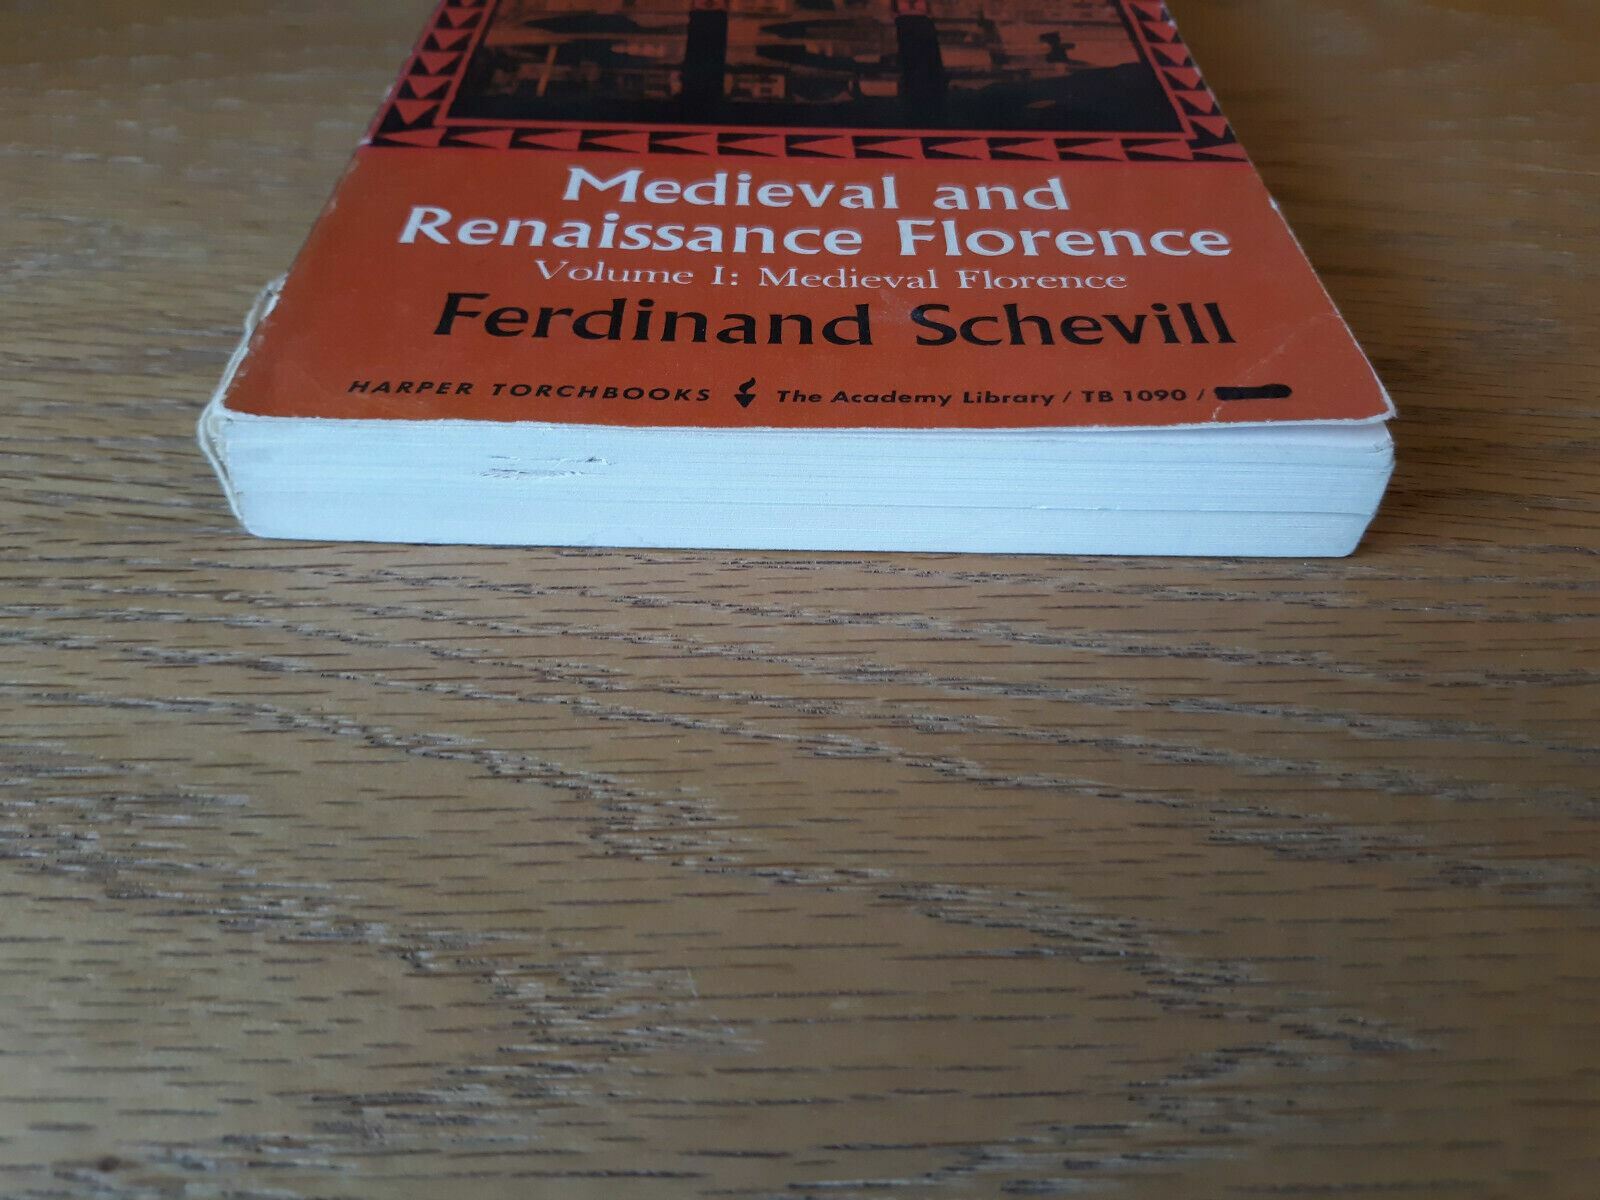 Medieval and
Renaissance Florence
Volume I: Medieval Florence
Ferdinand Schevill
HARPER TORCHBOOKS The Academy Library / TB 1090 /